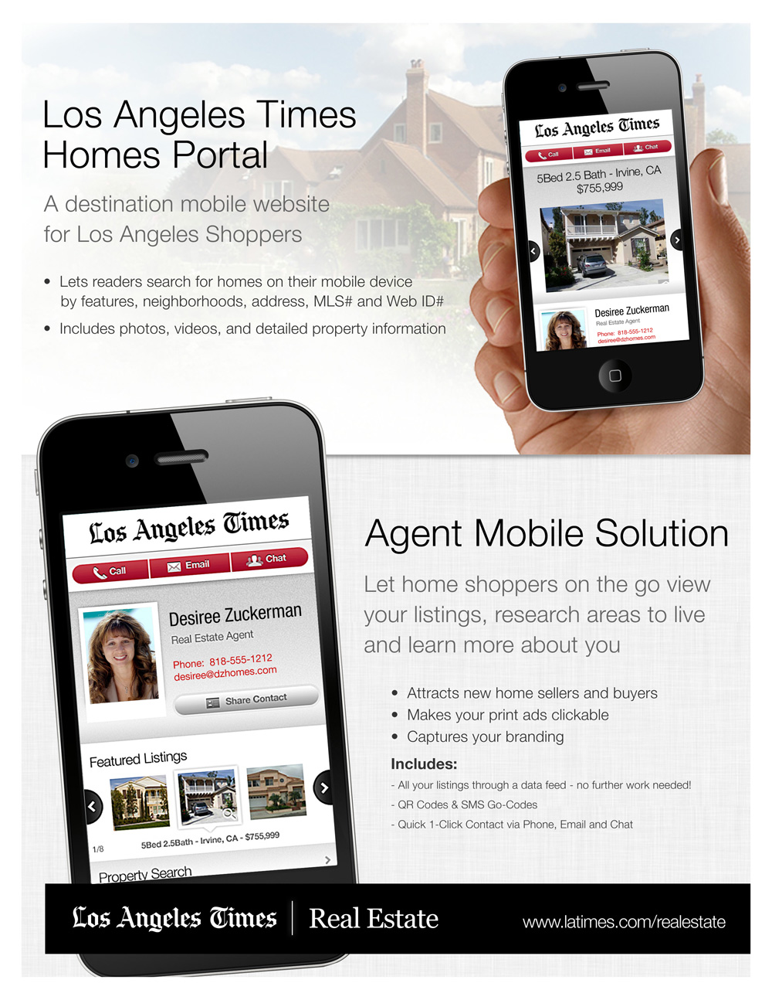 Los Angeles Times
Homes Portal
A destination mobile website
for Los Angeles Shoppers
• Lets readers search for homes on their mobile device
by features, neighborhoods, address, MLS# and Web ID#
• Includes photos, videos, and detailed property information
Los Angeles Times
Call Email Chat
5Bed 2.5 Bath - Irvine, CA
$755,999
Desiree Zuckerman
Real Estate Agent
Phone: 818-555-1212
desiree@dzhomes.com
Los Angeles Times
Call Email Chat
Desiree Zuckerman
Real Estate Agent
Phone: 818-555-1212
desiree@dzhomes.com
Share Contact
Featured Listings
1/8
5Bed 2.5Bath - Irvine, CA - $755,999
Property Search
Agent Mobile Solution
Let home shoppers on the go view
your listings, research areas to live
and learn more about you
• Attracts new home sellers and buyers
• Makes your print ads clickable
• Captures your branding
Includes:
- All your listings through a data feed - no further work needed!
- QR Codes & SMS Go-Codes
- Quick 1-Click Contact via Phone, Email and Chat
Los Angeles Times | Real Estate
www.latimes.com/realestate